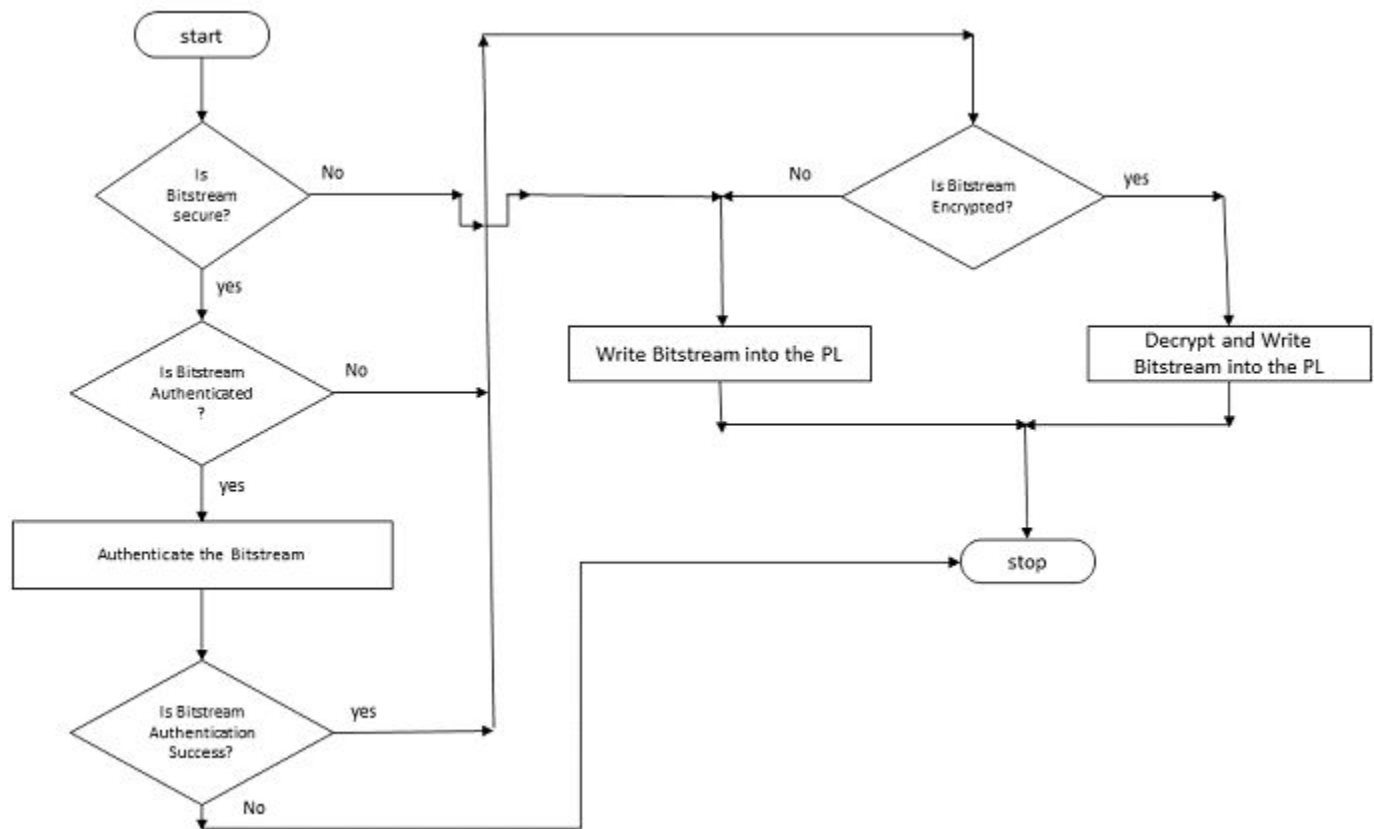 start
Is
Bitstream
secure?
No
yes
Is Bitstream
Authenticated
?
No
yes
Authenticate the Bitstream
Is Bitstream
Authentication
Success?
yes
No
Is Bitstream
Encrypted?
No
yes
Write Bitstream into the PL
Decrypt and Write
Bitstream into the PL
stop